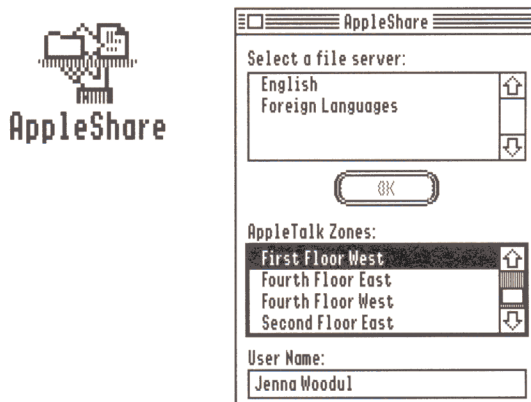 AppleShare
AppleShare
Select a file server:
English
Foreign Languages
OK
AppleTalk Zones:
First Floor West
Fourth Floor East
Fourth Floor West
Second Floor East
User Name:
Jenna Woodul